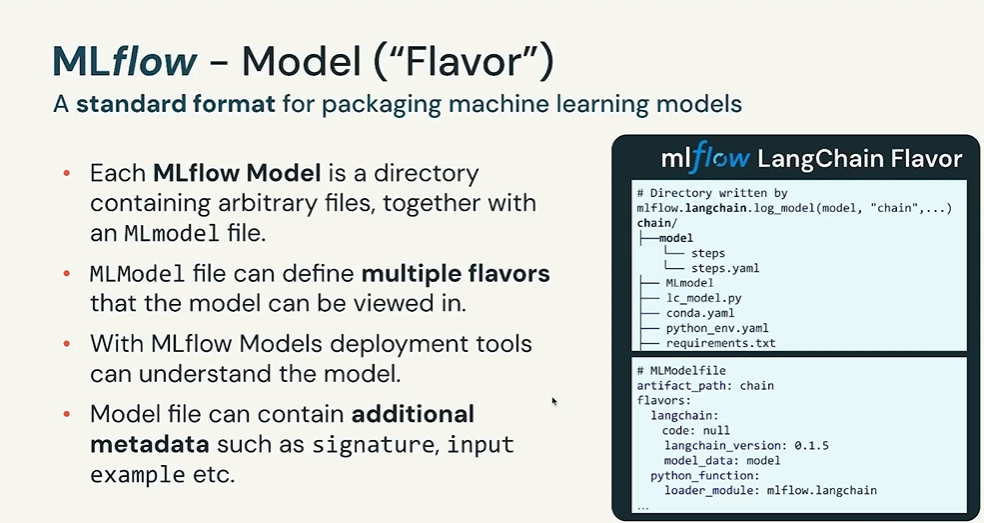 MLflow – Model (“Flavor”)
A standard format for packaging machine learning models
• Each MLflow Model is a directory
containing arbitrary files, together with
an MLmodel file.
• MLModel file can define multiple flavors
that the model can be viewed in.
• With MLflow Models deployment tools
can understand the model.
• Model file can contain additional
metadata such as signature, input
example etc.
mlflow LangChain Flavor
# Directory written by
mlflow.langchain.log_model(model, "chain",...)
chain/
├──model
    └── steps
    └── steps.yaml
├── MLmodel
├── lc_model.py
├── conda.yaml
├── python_env.yaml
├── requirements.txt
# MLModelfile
artifact_path: chain
flavors:
  langchain:
    code: null
    langchain_version: 0.1.5
    model_data: model
  python_function:
    loader_module: mlflow.langchain
...